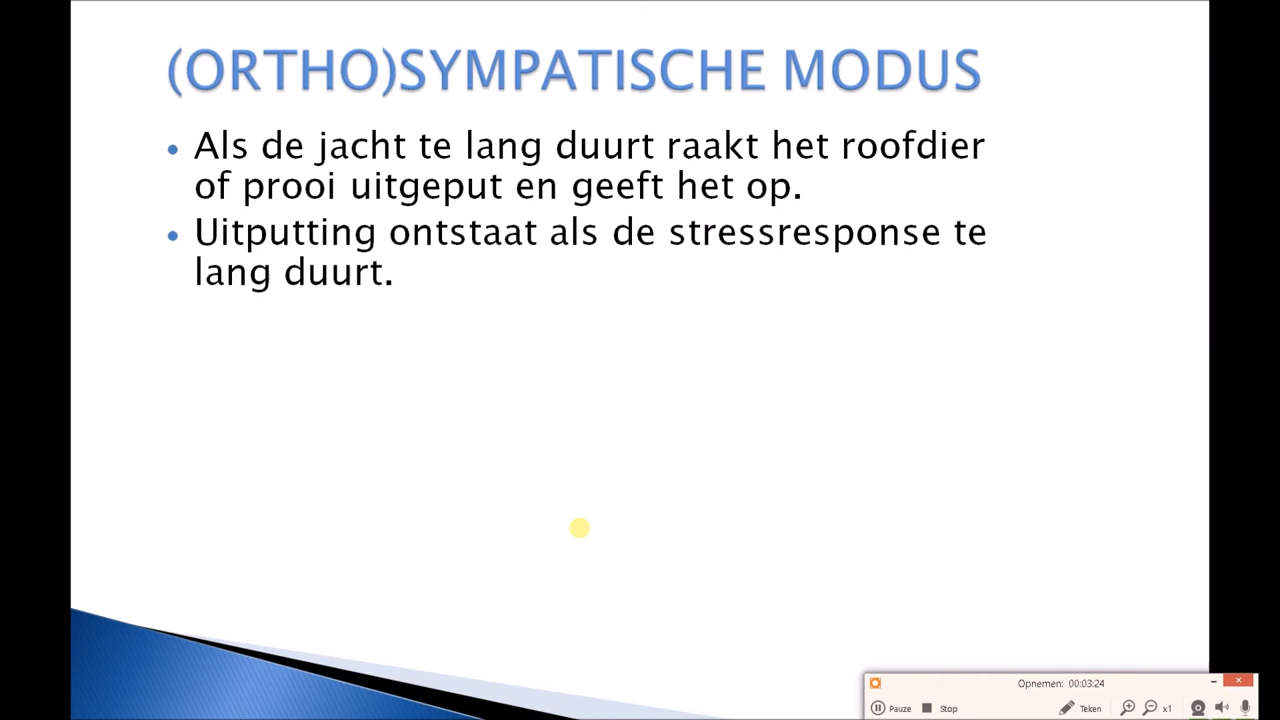 (ORTHO)SYMPATISCHE MODUS
• Als de jacht te lang duurt raakt het roofdier
of prooi uitgeput en geeft het op.
• Uitputting ontstaat als de stressresponse te
lang duurt.
Opnemen: 00:03:24
Pauze Stop Teken x1